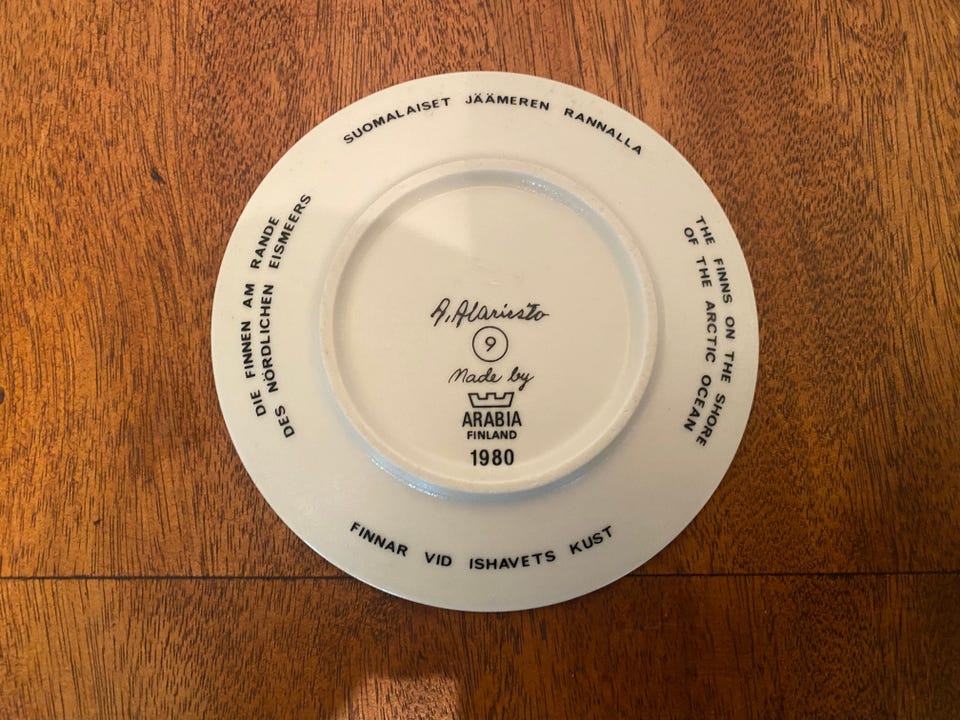 SUOMALAISET JÄÄMEREN RANNALLA
THE FINNS ON THE SHORE
OF THE ARCTIC OCEAN
FINNAR VID ISHAVETS KUST
DIE FINNEN AM RANDE
DES NÖRDLICHEN EISMEERS
A. Alariesto
9
Made by
ARABIA
FINLAND
1980